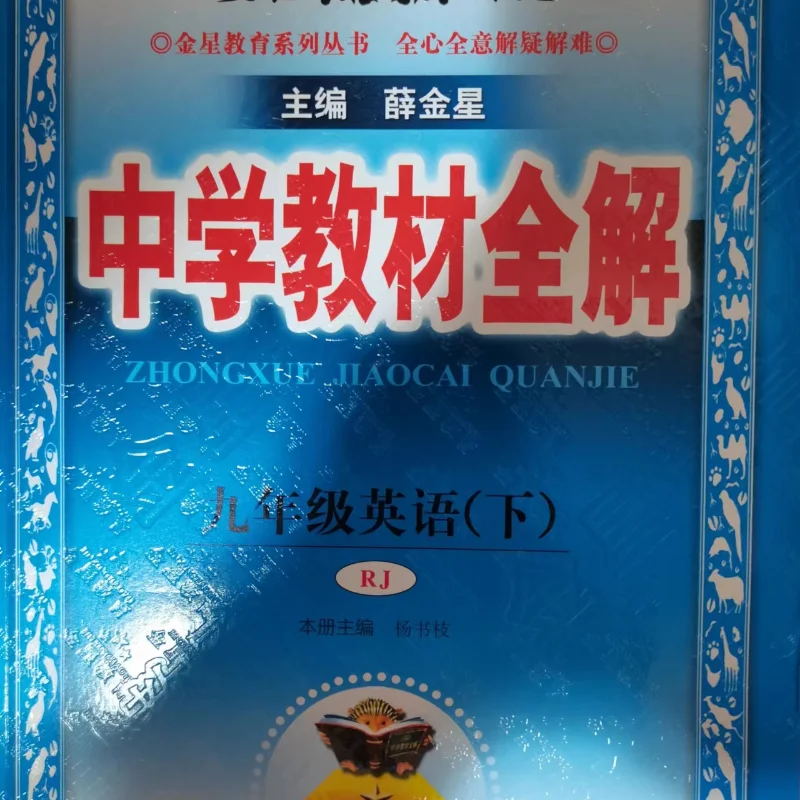 ◎金星教育系列丛书 全心全意解疑解难◎
主编 薛金星
中学教材全解
ZHONGXUE JIAOCAI QUANJIE
九年级英语(下)
RJ
本册主编 杨书枝